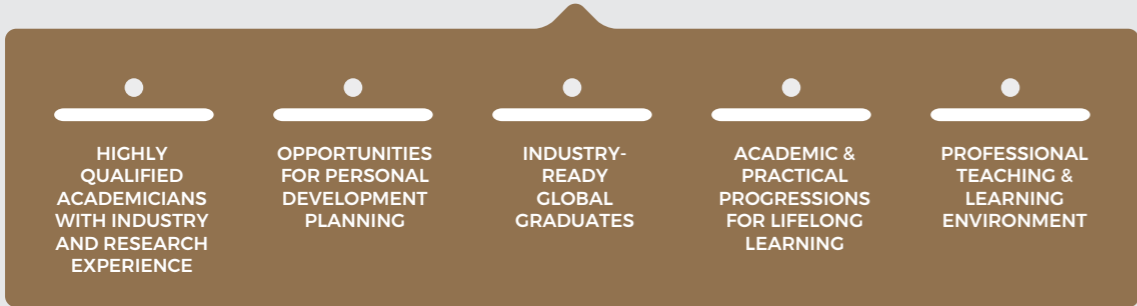 HIGHLY
QUALIFIED
ACADEMICIANS
WITH INDUSTRY
AND RESEARCH
EXPERIENCE
OPPORTUNITIES
FOR PERSONAL
DEVELOPMENT
PLANNING
INDUSTRY-
READY
GLOBAL
GRADUATES
ACADEMIC &
PRACTICAL
PROGRESSIONS
FOR LIFELONG
LEARNING
PROFESSIONAL
TEACHING &
LEARNING
ENVIRONMENT